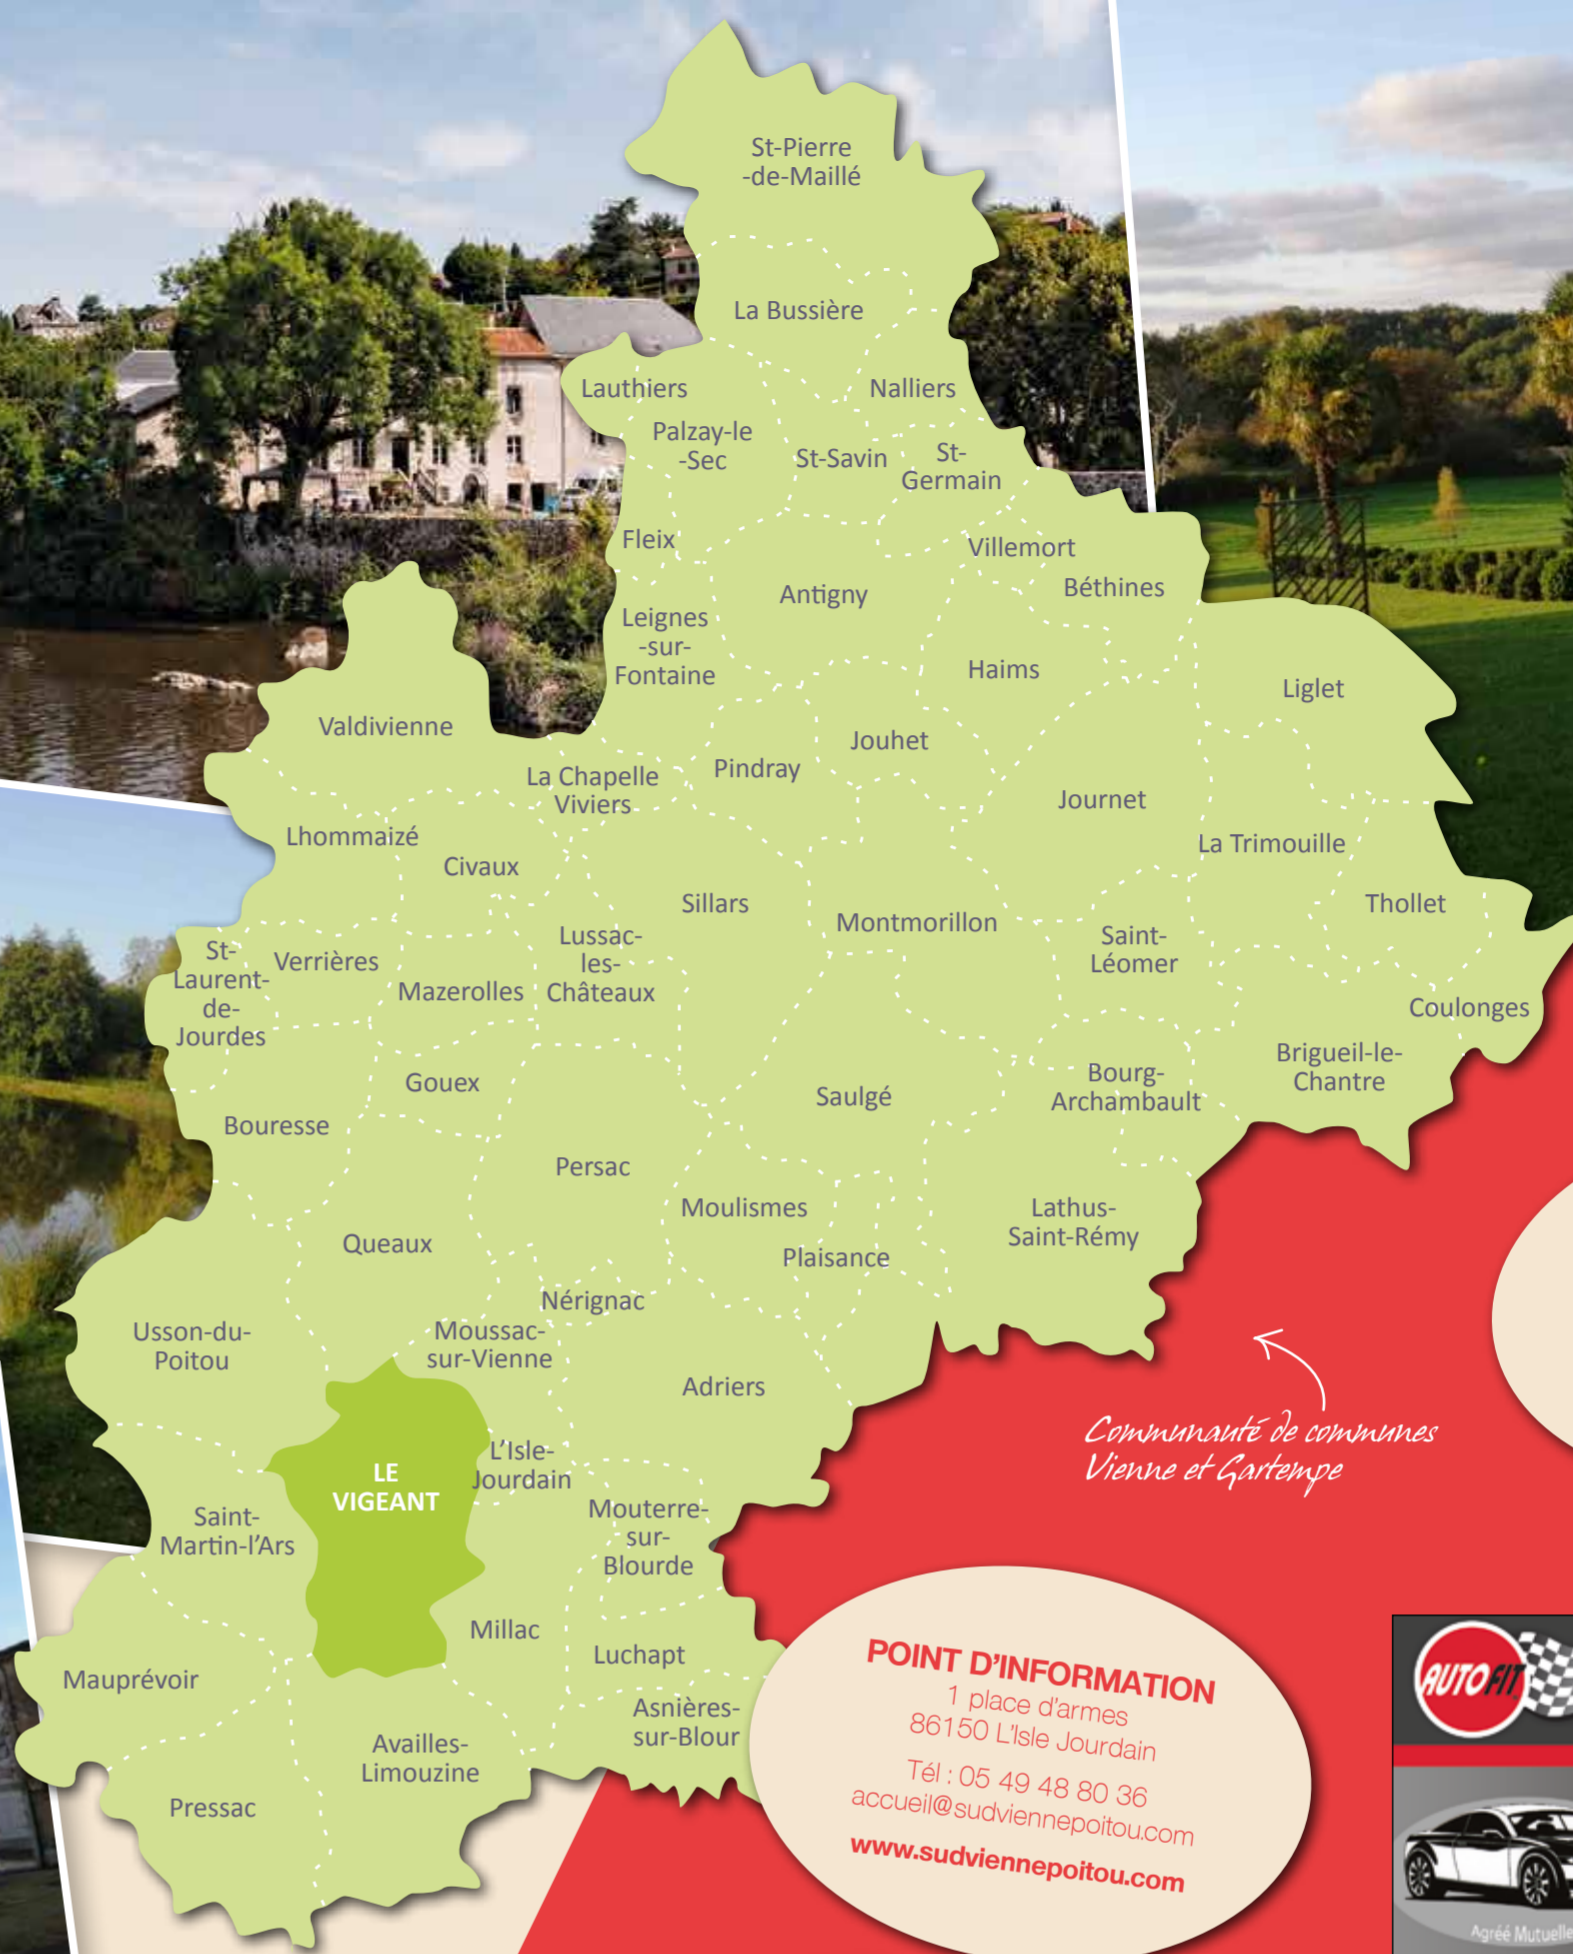 St-Pierre
-de-Maillé
La Bussière
Lauthiers
Nalliers
Palzay-le
-Sec
St-Savin
St-
Germain
Fleix
Villemort
Béthines
Antigny
Leignes
-sur-
Fontaine
Haims
Liglet
Valdivienne
Jouhet
Pindray
La Chapelle
Viviers
Journet
Lhommaizé
Civaux
La Trimouille
Sillars
Montmorillon
Thollet
St-
Laurent-
de-
Jourdes
Verrières
Mazerolles
Lussac-
les-
Châteaux
Saint-
Léomer
Coulonges
Gouex
Saulgé
Bourg-
Archambault
Brigueil-le-
Chantre
Bouresse
Persac
Moulismes
Lathus-
Saint-Rémy
Queaux
Plaisance
Nérignac
Usson-du-
Poitou
Moussac-
sur-Vienne
Adriers
LE
VIGEANT
L'Isle-
Jourdain
Mouterre-
sur-
Blourde
Saint-
Martin-l'Ars
Millac
Luchapt
Mauprévoir
Asnières-
sur-Blour
Availles-
Limouzine
Pressac
Communauté de communes
Vienne et Gartempe
POINT D'INFORMATION
1 place d'armes
86150 L'Isle Jourdain
Tél : 05 49 48 80 36
accueil@sudviennepoitou.com
www.sudviennepoitou.com
AUTOFIT
Agréé Mutuelle